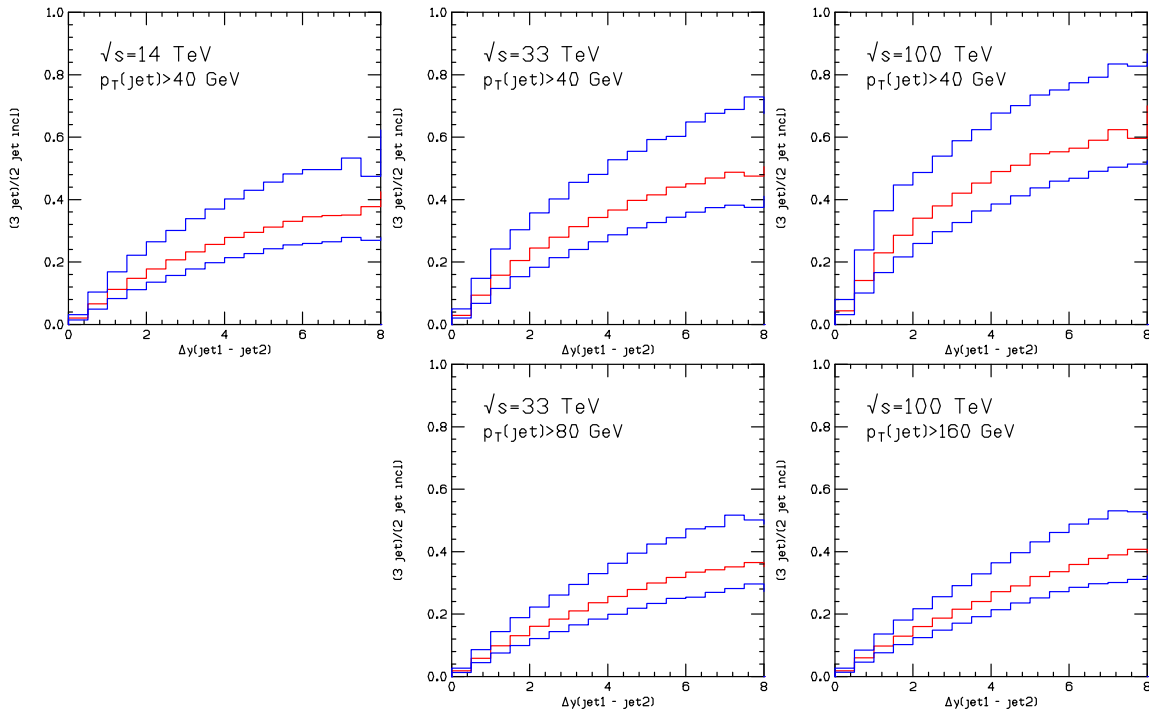 √s=14 TeV
p_T(jet)>40 GeV
(3 jet)/(2 jet incl)
1.0
0.8
0.6
0.4
0.2
0.0
0 2 4 6 8
Δy(jet1 - jet2)
√s=33 TeV
p_T(jet)>40 GeV
(3 jet)/(2 jet incl)
1.0
0.8
0.6
0.4
0.2
0.0
0 2 4 6 8
Δy(jet1 - jet2)
√s=100 TeV
p_T(jet)>40 GeV
(3 jet)/(2 jet incl)
1.0
0.8
0.6
0.4
0.2
0.0
0 2 4 6 8
Δy(jet1 - jet2)
√s=33 TeV
p_T(jet)>80 GeV
(3 jet)/(2 jet incl)
1.0
0.8
0.6
0.4
0.2
0.0
0 2 4 6 8
Δy(jet1 - jet2)
√s=100 TeV
p_T(jet)>160 GeV
(3 jet)/(2 jet incl)
1.0
0.8
0.6
0.4
0.2
0.0
0 2 4 6 8
Δy(jet1 - jet2)